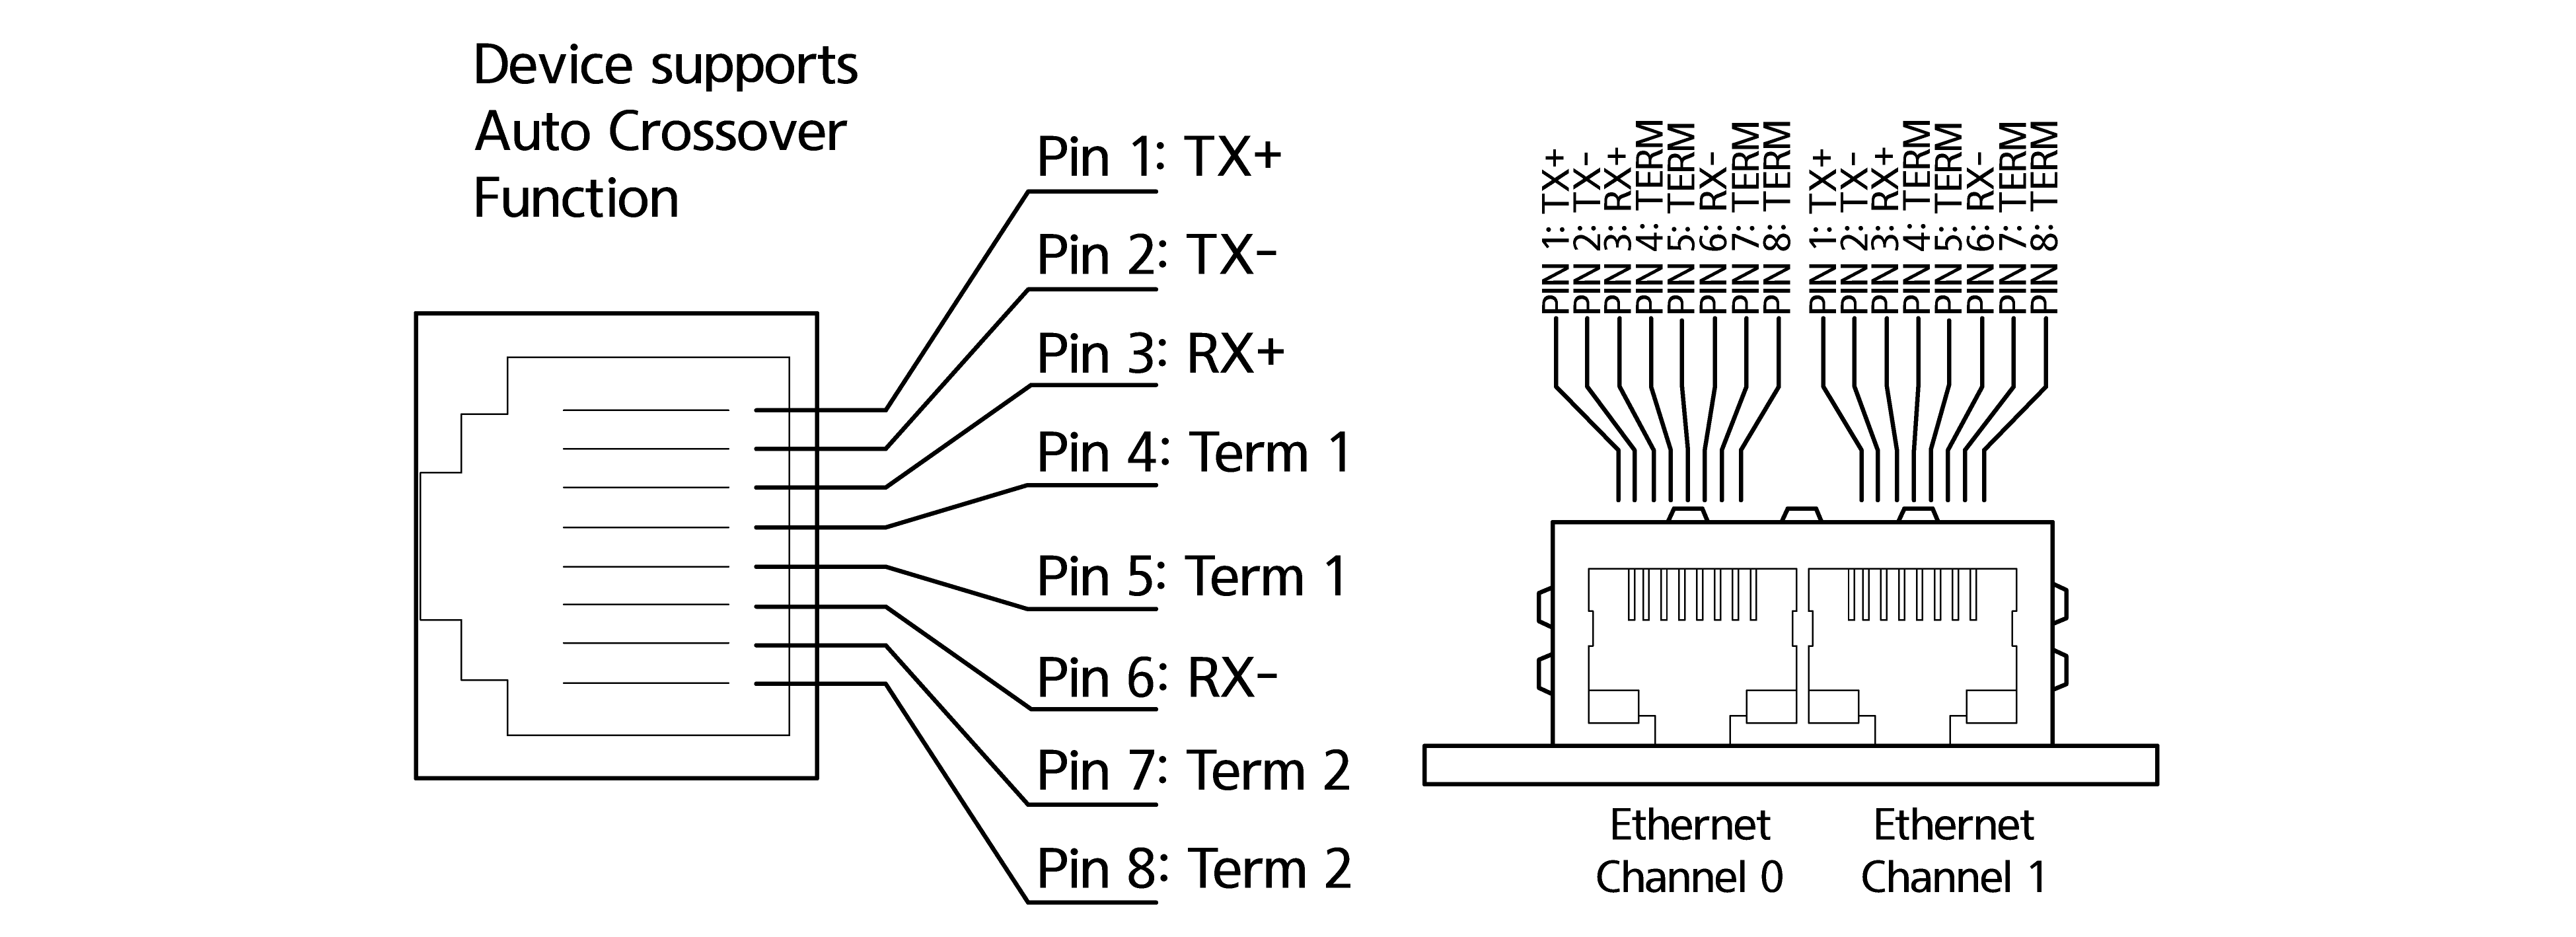 Device supports
Auto Crossover
Function
Pin 1: TX+
Pin 2: TX-
Pin 3: RX+
Pin 4: Term 1
Pin 5: Term 1
Pin 6: RX-
Pin 7: Term 2
Pin 8: Term 2
PIN 1: TX+
PIN 2: TX-
PIN 3: RX+
PIN 4: TERM
PIN 5: TERM
PIN 6: RX-
PIN 7: TERM
PIN 8: TERM
PIN 1: TX+
PIN 2: TX-
PIN 3: RX+
PIN 4: TERM
PIN 5: TERM
PIN 6: RX-
PIN 7: TERM
PIN 8: TERM
Ethernet
Channel 0
Ethernet
Channel 1